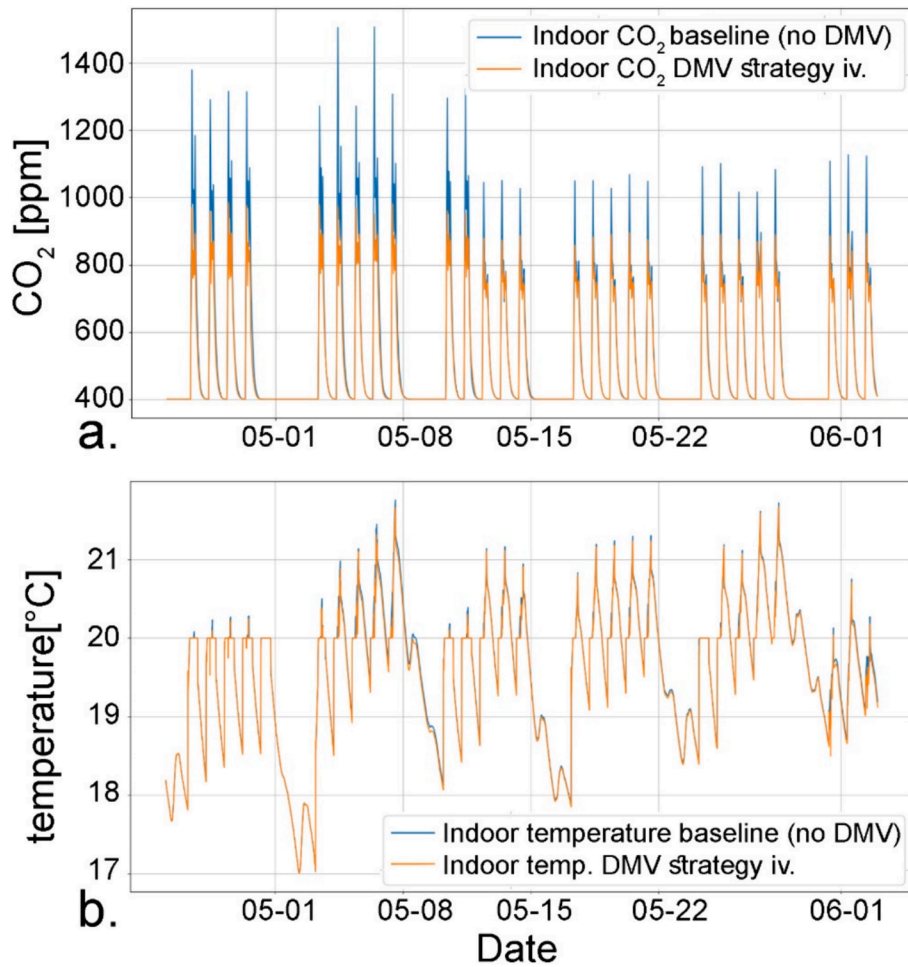 Indoor CO2 baseline (no DMV)
Indoor CO2 DMV strategy iv.
CO2 [ppm]
1400
1200
1000
800
600
400
a.
05-01
05-08
05-15
05-22
06-01
temperature[°C]
21
20
19
18
17
Indoor temperature baseline (no DMV)
Indoor temp. DMV strategy iv.
b.
05-01
05-08
05-15
05-22
06-01
Date